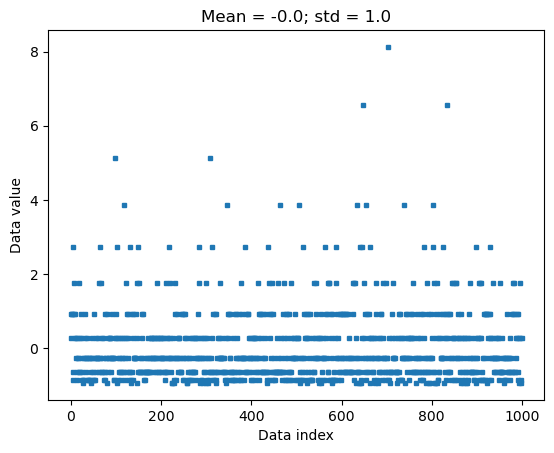 Mean = -0.0; std = 1.0
Data value
8
6
4
2
0
0 200 400 600 800 1000
Data index